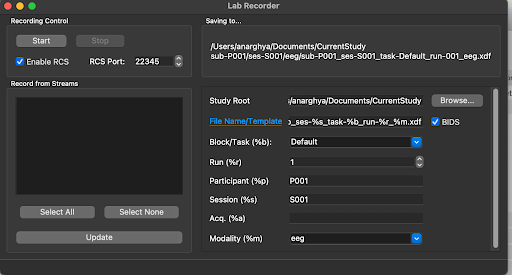 Lab Recorder
Recording Control
Start
Stop
Enable RCS
RCS Port:
22345
Record from Streams
Select All
Select None
Update
Saving to...
/Users/anarghya/Documents/CurrentStudy
sub-P001/ses-S001/eeg/sub-P001_ses-S001_task-Default_run-001_eeg.xdf
Study Root
/anarghya/Documents/CurrentStudy
Browse...
File Name/Template
_ses-%s_task-%b_run-%r_%m.xdf
BIDS
Block/Task (%b):
Default
Run (%r)
1
Participant (%p)
P001
Session (%s)
S001
Acq. (%a)
Modality (%m)
eeg